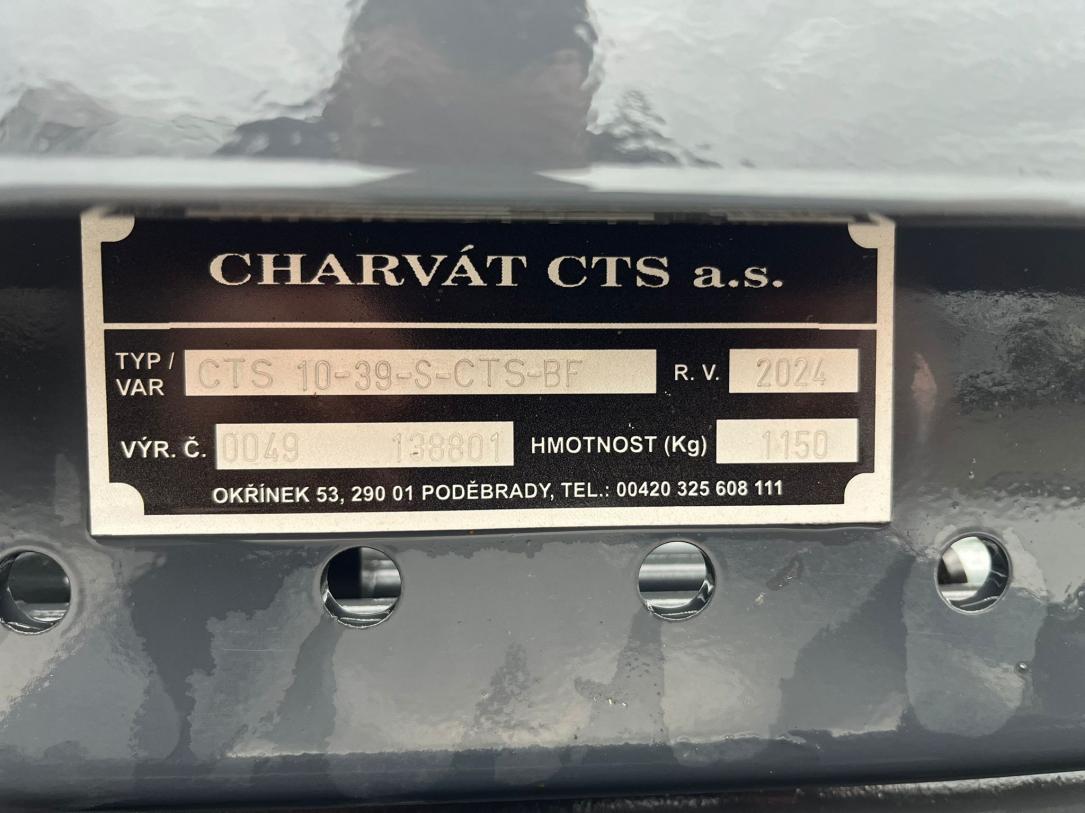 CHARVÁT CTS a.s.
TYP / VAR CTS 10-39-S-CTS-BF R. V. 2024
VÝR. Č. 0049 138801 HMOTNOST (Kg) 1150
OKŘÍNEK 53, 290 01 PODĚBRADY, TEL.: 00420 325 608 111